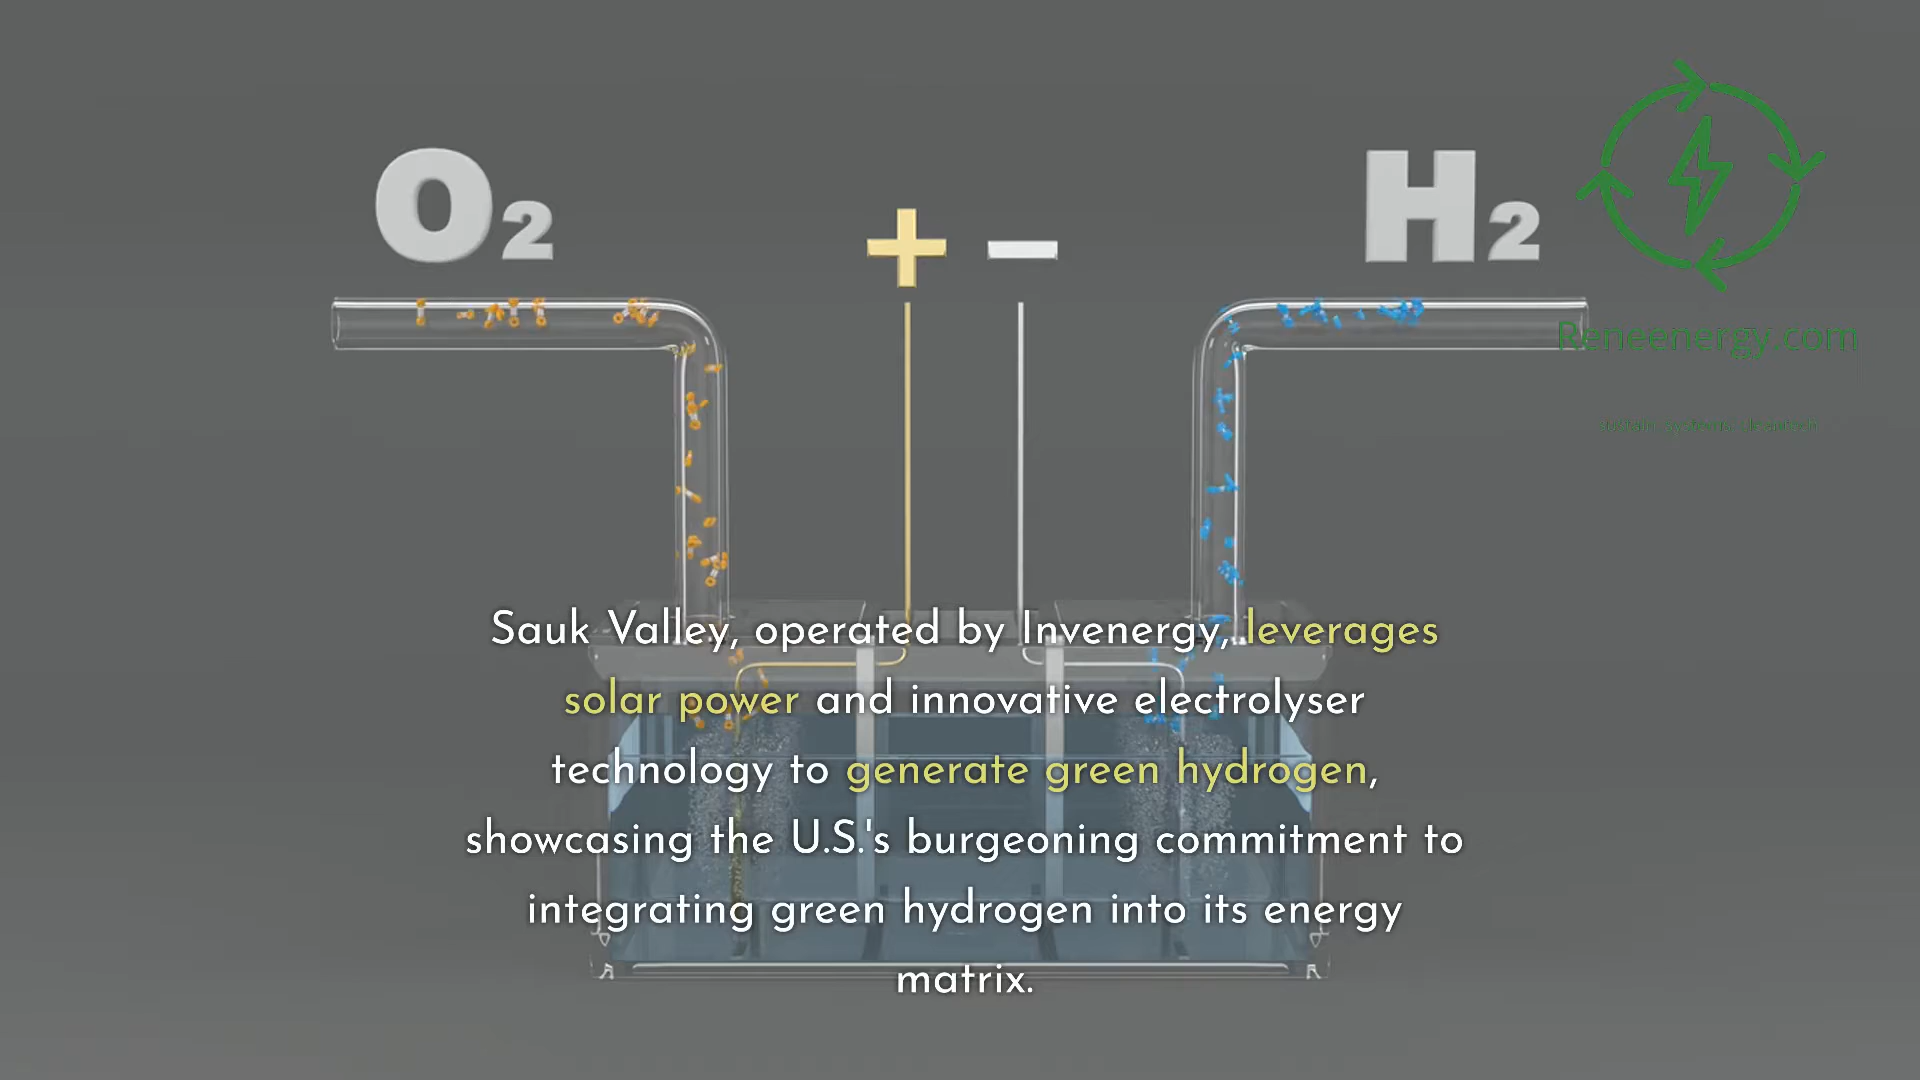 O2
+ −
H2
Reneenergy.com
Sauk Valley, operated by Invenergy, leverages
solar power and innovative electrolyser
technology to generate green hydrogen,
showcasing the U.S.'s burgeoning commitment to
integrating green hydrogen into its energy
matrix.